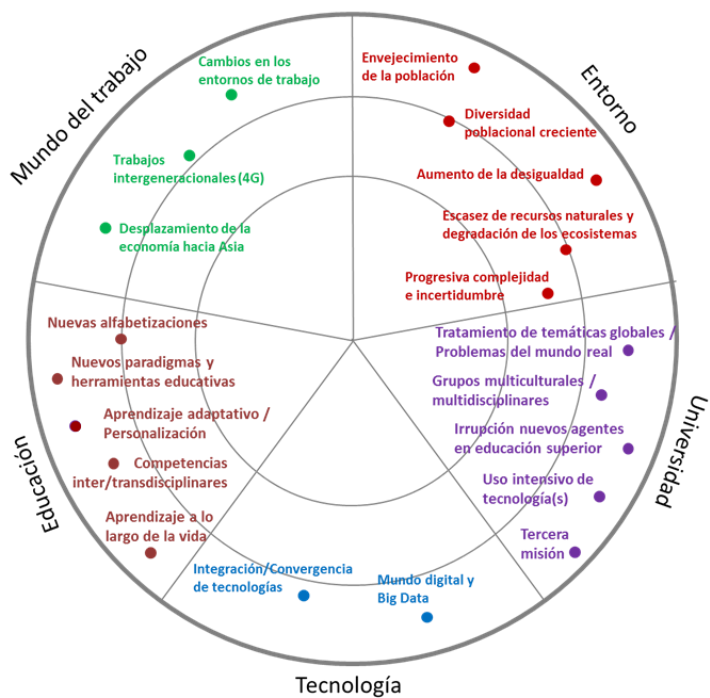 Mundo del trabajo
Cambios en los
entornos de trabajo
Trabajos
intergeneracionales (4G)
Desplazamiento de la
economía hacia Asia
Entorno
Envejecimiento
de la población
Diversidad
poblacional creciente
Aumento de la desigualdad
Escasez de recursos naturales y
degradación de los ecosistemas
Progresiva complejidad
e incertidumbre
Universidad
Tratamiento de temáticas globales /
Problemas del mundo real
Grupos multiculturales /
multidisciplinares
Irrupción nuevos agentes
en educación superior
Uso intensivo de
tecnología(s)
Tercera
misión
Tecnología
Mundo digital y
Big Data
Integración/Convergencia
de tecnologías
Educación
Nuevas alfabetizaciones
Nuevos paradigmas y
herramientas educativas
Aprendizaje adaptativo /
Personalización
Competencias
inter/transdisciplinares
Aprendizaje a lo
largo de la vida